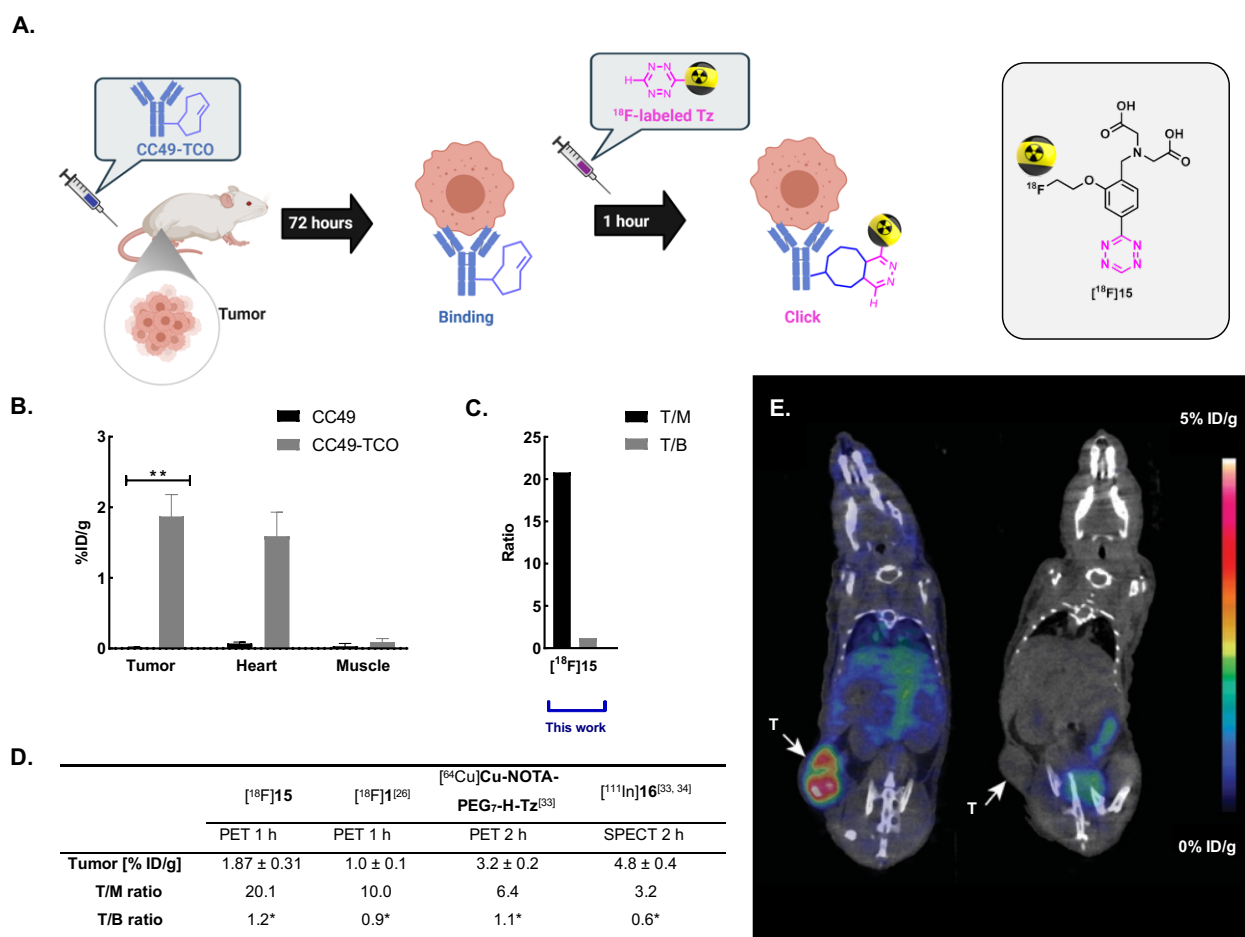 A.
CC49-TCO
72 hours
Tumor
Binding
H
N
N
N
N
¹⁸F-labeled Tz
1 hour
N
N
H
Click
OH
O
OH
N
O
O
¹⁸F
N
N
N
N
[¹⁸F]15
B.
CC49
CC49-TCO
3
2
1
0
%ID/g
**
Tumor
Heart
Muscle
C.
T/M
T/B
25
20
15
10
5
0
Ratio
[¹⁸F]15
This work
D.
[¹⁸F]15 [¹⁸F]1[26] [⁶⁴Cu]Cu-NOTA-PEG₇-H-Tz[33] [¹¹¹In]16[33, 34]
PET 1 h PET 1 h PET 2 h SPECT 2 h
Tumor [% ID/g] 1.87 ± 0.31 1.0 ± 0.1 3.2 ± 0.2 4.8 ± 0.4
T/M ratio 20.1 10.0 6.4 3.2
T/B ratio 1.2* 0.9* 1.1* 0.6*
E.
5% ID/g
T
T
0% ID/g